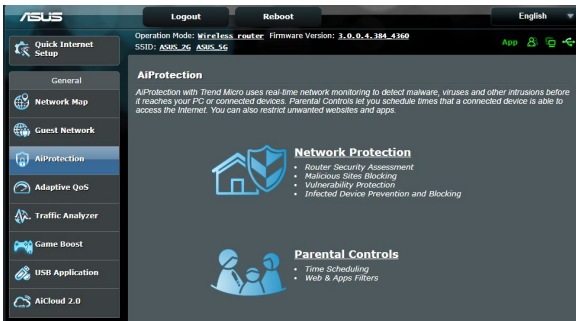 ASUS
Logout
Reboot
English
Quick Internet
Setup
General
Network Map
Guest Network
AiProtection
Adaptive QoS
Traffic Analyzer
Game Boost
USB Application
AiCloud 2.0
Operation Mode: Wireless router Firmware Version: 3.0.0.4.384_4360
SSID: ASUS_2G ASUS_5G
App
AiProtection
AiProtection with Trend Micro uses real-time network monitoring to detect malware, viruses and other intrusions before
it reaches your PC or connected devices. Parental Controls let you schedule times that a connected device is able to
access the Internet. You can also restrict unwanted websites and apps.
Network Protection
• Router Security Assessment
• Malicious Sites Blocking
• Vulnerability Protection
• Infected Device Prevention and Blocking
Parental Controls
• Time Scheduling
• Web & Apps Filters